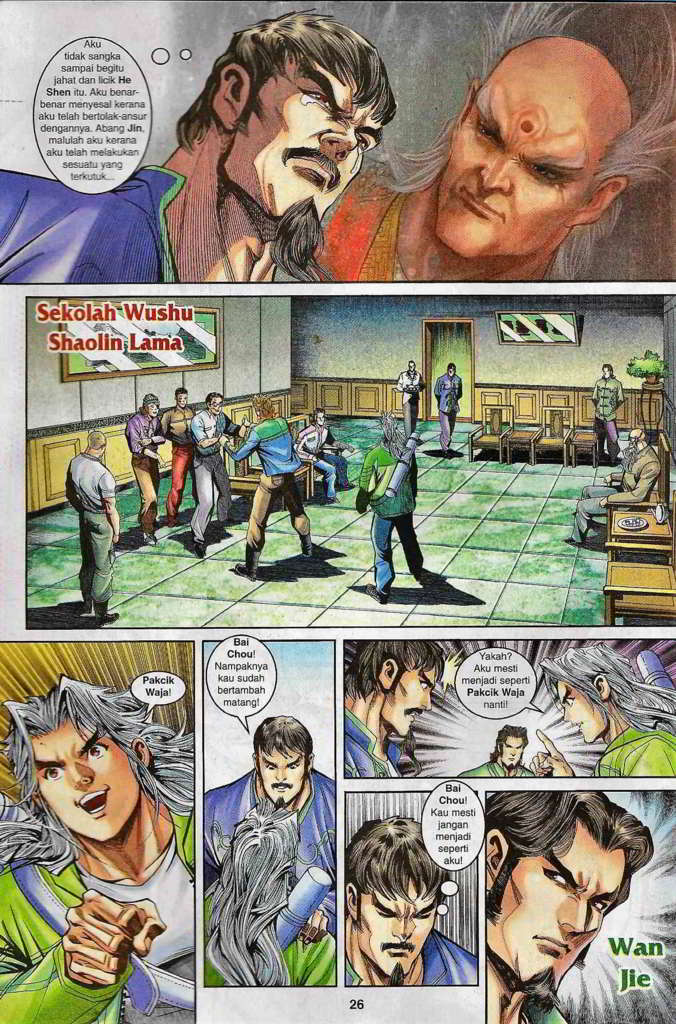 Aku
tidak sangka
sampai begitu
jahat dan licik He
Shen itu. Aku benar-
benar menyesal kerana
aku telah bertolak-ansur
dengannya. Abang Jin,
malulah aku kerana
aku telah melakukan
sesuatu yang
terkutuk...
Sekolah Wushu
Shaolin Lama
Pakcik
Waja!
Bai
Chou!
Nampaknya
kau sudah
bertambah
matang!
Yakah?
Aku mesti
menjadi seperti
Pakcik Waja
nanti!
Bai
Chou!
Kau mesti
jangan
menjadi
seperti
aku!
Wan
Jie
26